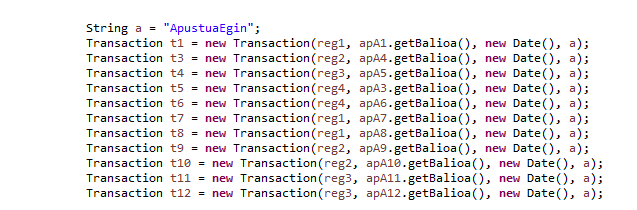 String a = "ApustuaEgin";
Transaction t1 = new Transaction(reg1, apA1.getBalioa(), new Date(), a);
Transaction t3 = new Transaction(reg2, apA4.getBalioa(), new Date(), a);
Transaction t4 = new Transaction(reg3, apA5.getBalioa(), new Date(), a);
Transaction t5 = new Transaction(reg4, apA3.getBalioa(), new Date(), a);
Transaction t6 = new Transaction(reg4, apA6.getBalioa(), new Date(), a);
Transaction t7 = new Transaction(reg1, apA7.getBalioa(), new Date(), a);
Transaction t8 = new Transaction(reg1, apA8.getBalioa(), new Date(), a);
Transaction t9 = new Transaction(reg2, apA9.getBalioa(), new Date(), a);
Transaction t10 = new Transaction(reg2, apA10.getBalioa(), new Date(), a);
Transaction t11 = new Transaction(reg3, apA11.getBalioa(), new Date(), a);
Transaction t12 = new Transaction(reg3, apA12.getBalioa(), new Date(), a);